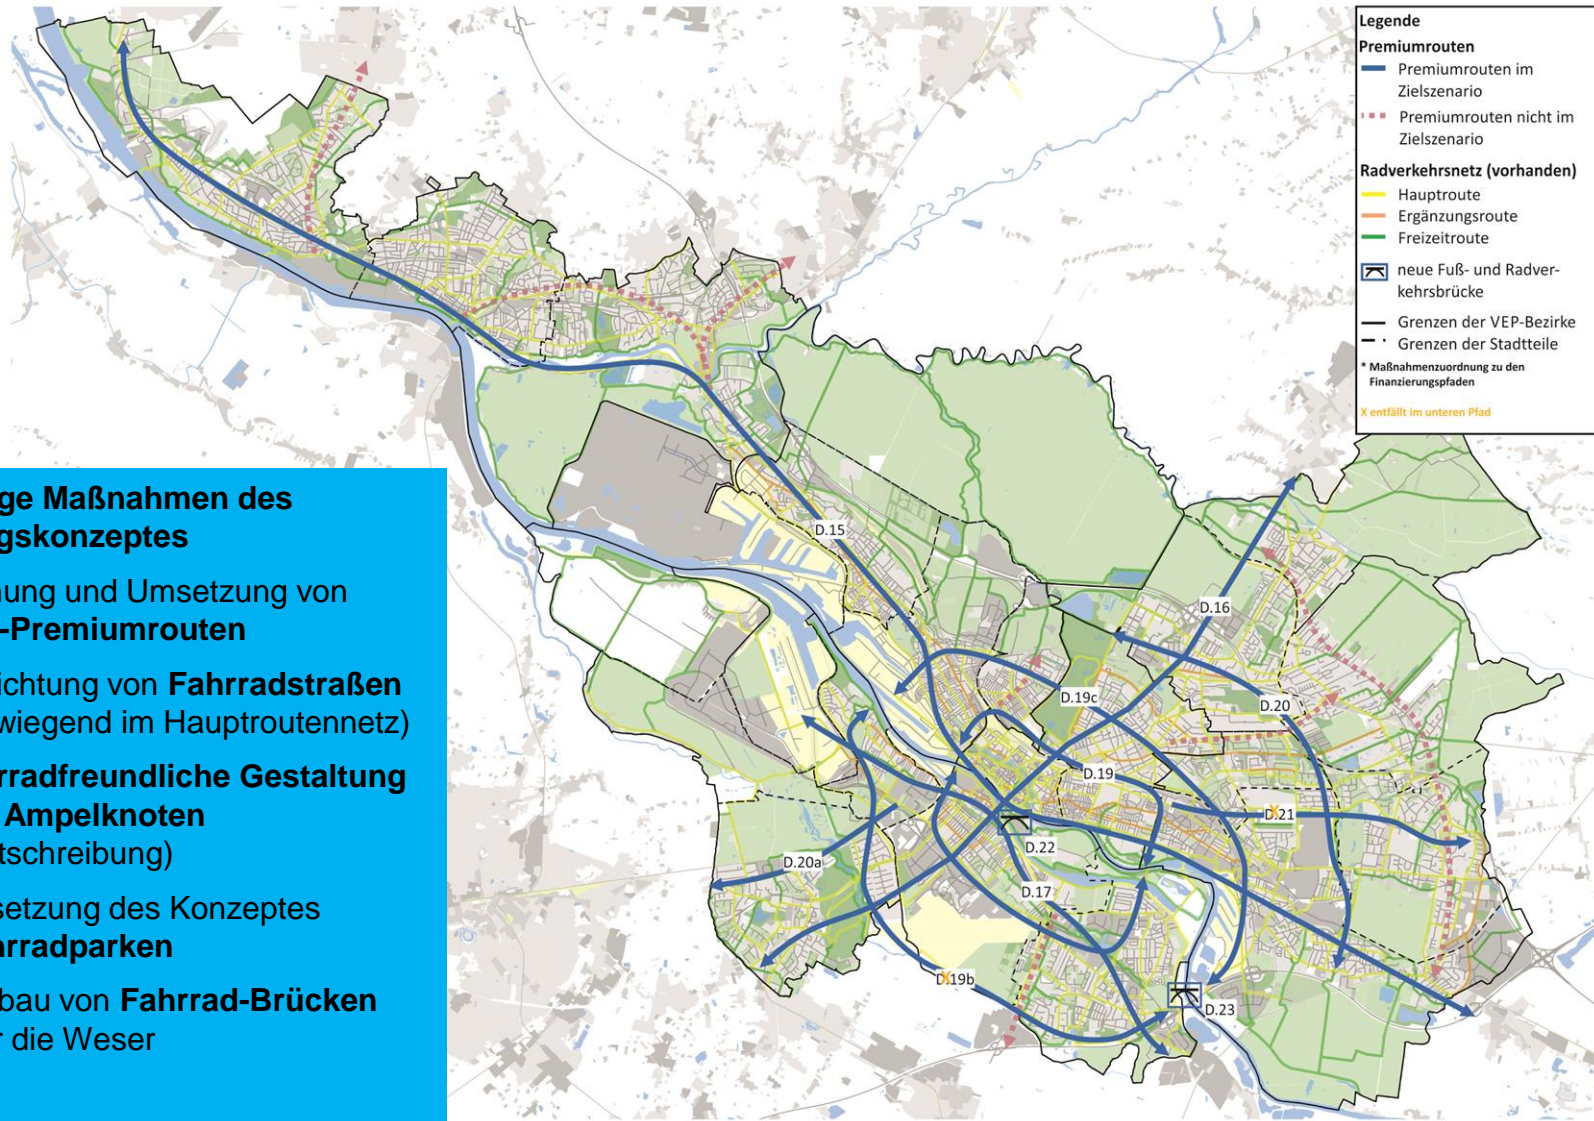 Legende
Premiumrouten
Premiumrouten im
Zielszenario
Premiumrouten nicht im
Zielszenario
Radverkehrsnetz (vorhanden)
Hauptroute
Ergänzungsroute
Freizeitroute
neue Fuß- und Radver-
kehrsbrücke
Grenzen der VEP-Bezirke
Grenzen der Stadtteile
* Maßnahmenzuordnung zu den
Finanzierungspfaden
X entfällt im unteren Pfad
ge Maßnahmen des
gskonzeptes
ung und Umsetzung von
-Premiumrouten
ichtung von Fahrradstraßen
wiegend im Hauptroutennetz)
rradfreundliche Gestaltung
Ampelknoten
tschreibung)
setzung des Konzeptes
hrradparken
bau von Fahrrad-Brücken
r die Weser
D.15
D.16
D.19c
D.20
D.19
D.21
X
D.22
D.20a
D.17
D.19b
X
D.23